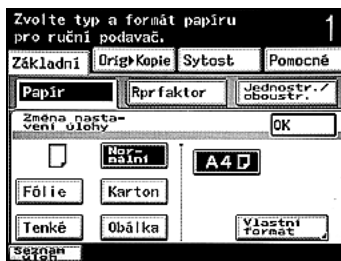 Zvolte typ a formát papíru
pro ruční podavač.
1
Základní
Orig▸Kopie
Sytost
Pomocné
Papír
Rprfaktor
Jednostr./
oboustr.
Změna nasta-
vení úlohy
OK
Nor-
mální
A4
Fólie
Karton
Tenké
Obálka
Vlastní
formát
Seznam
úloh